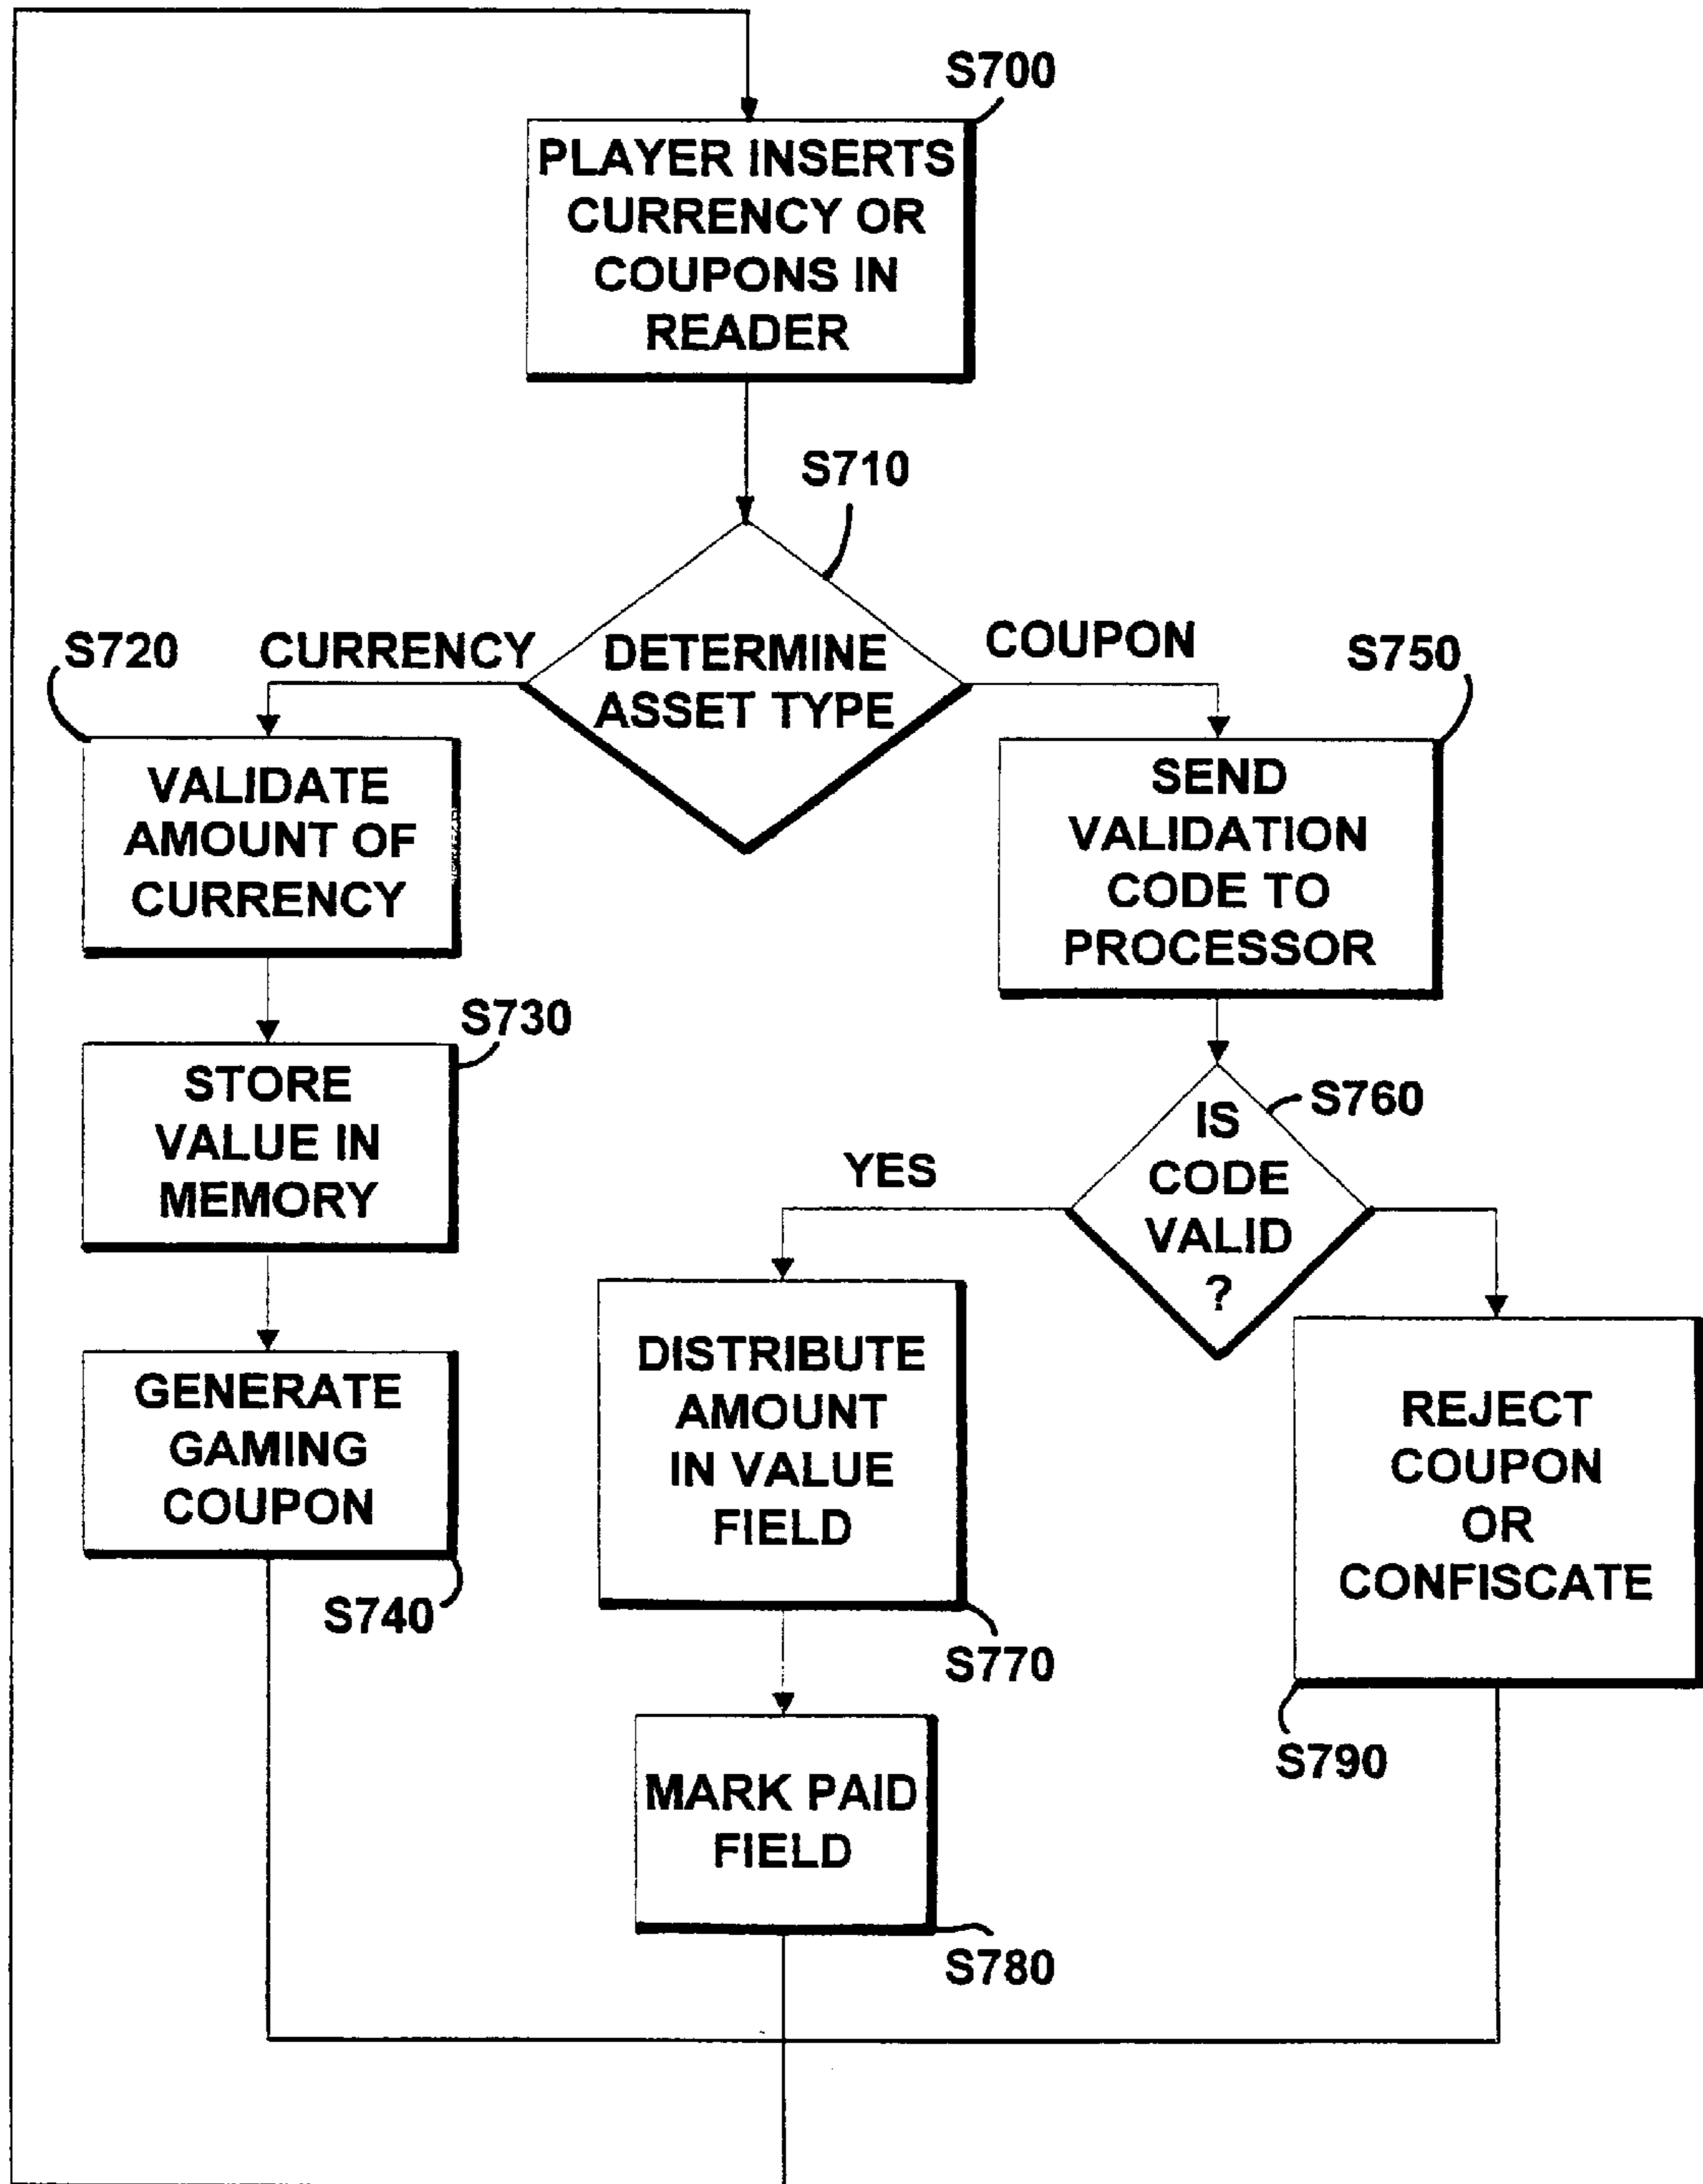 S700
PLAYER INSERTS
CURRENCY OR
COUPONS IN
READER
S710
DETERMINE
ASSET TYPE
CURRENCY
COUPON
S720
VALIDATE
AMOUNT OF
CURRENCY
S730
STORE
VALUE IN
MEMORY
GENERATE
GAMING
COUPON
S740
S750
SEND
VALIDATION
CODE TO
PROCESSOR
S760
IS
CODE
VALID
?
YES
DISTRIBUTE
AMOUNT
IN VALUE
FIELD
S770
MARK PAID
FIELD
S780
REJECT
COUPON
OR
CONFISCATE
S790